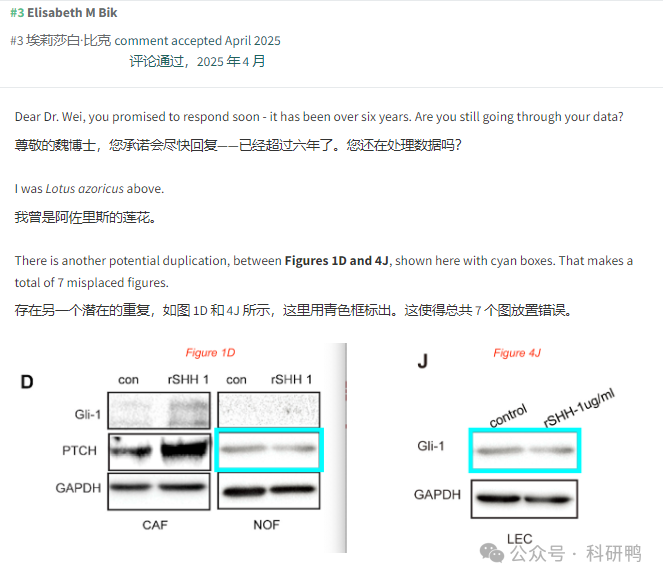 #3 Elisabeth M Bik
#3 埃莉莎白·比克 comment accepted April 2025
评论通过，2025 年 4 月
Dear Dr. Wei, you promised to respond soon - it has been over six years. Are you still going through your data?
尊敬的魏博士，您承诺会尽快回复——已经超过六年了。您还在处理数据吗？
I was Lotus azoricus above.
我曾是阿佐里斯的莲花。
There is another potential duplication, between Figures 1D and 4J, shown here with cyan boxes. That makes a
total of 7 misplaced figures.
存在另一个潜在的重复，如图 1D 和 4J 所示，这里用青色框标出。这使得总共 7 个图放置错误。
Figure 1D
D
con rSHH 1 con rSHH 1
Gli-1
PTCH
GAPDH
CAF NOF
Figure 4J
J
control rSHH-1ug/ml
Gli-1
GAPDH
LEC
公众号 · 科研鸭